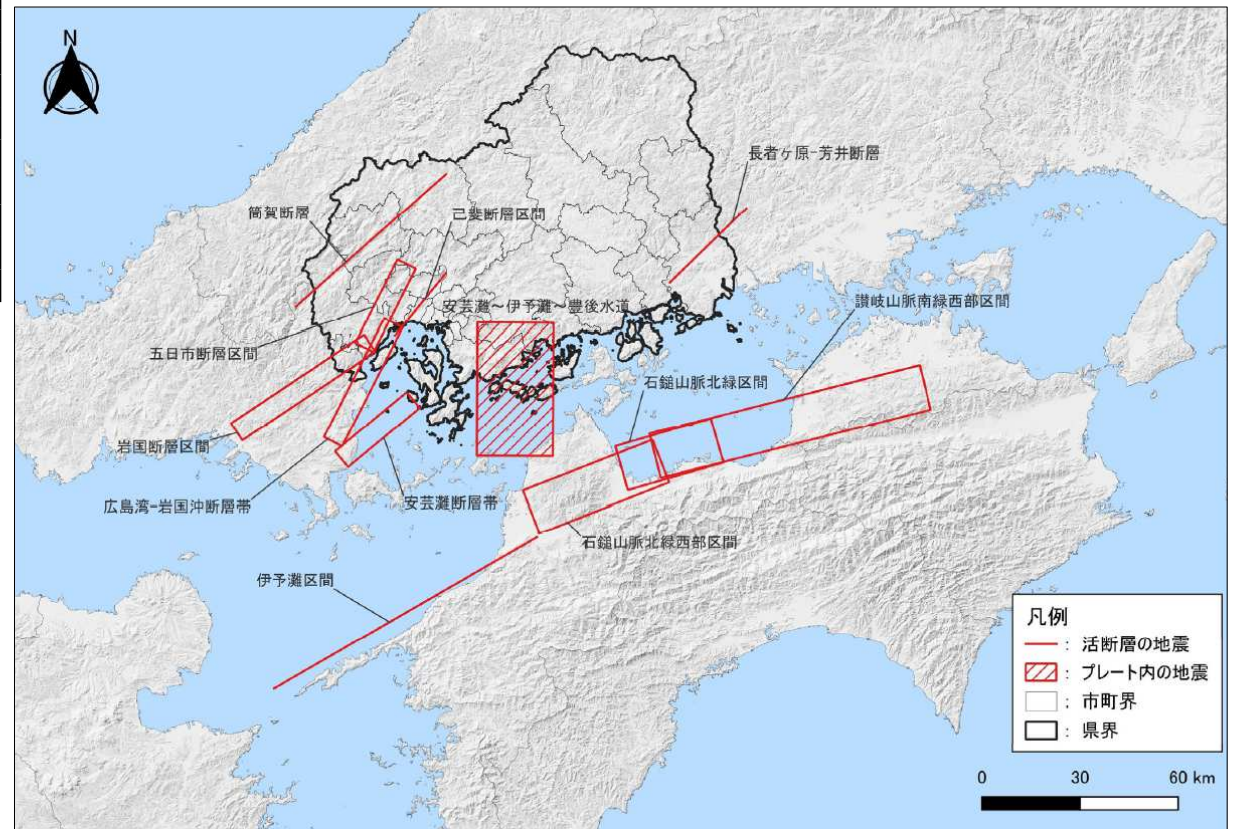 N
長者ヶ原-芳井断層
筒賀断層
己斐断層区間
安芸灘～伊予灘～豊後水道
讃岐山脈南縁西部区間
五日市断層区間
石鎚山脈北縁区間
岩国断層区間
広島湾-岩国沖断層帯
安芸灘断層帯
石鎚山脈北縁西部区間
伊予灘区間
凡例
: 活断層の地震
: プレート内の地震
: 市町界
: 県界
0 30 60 km